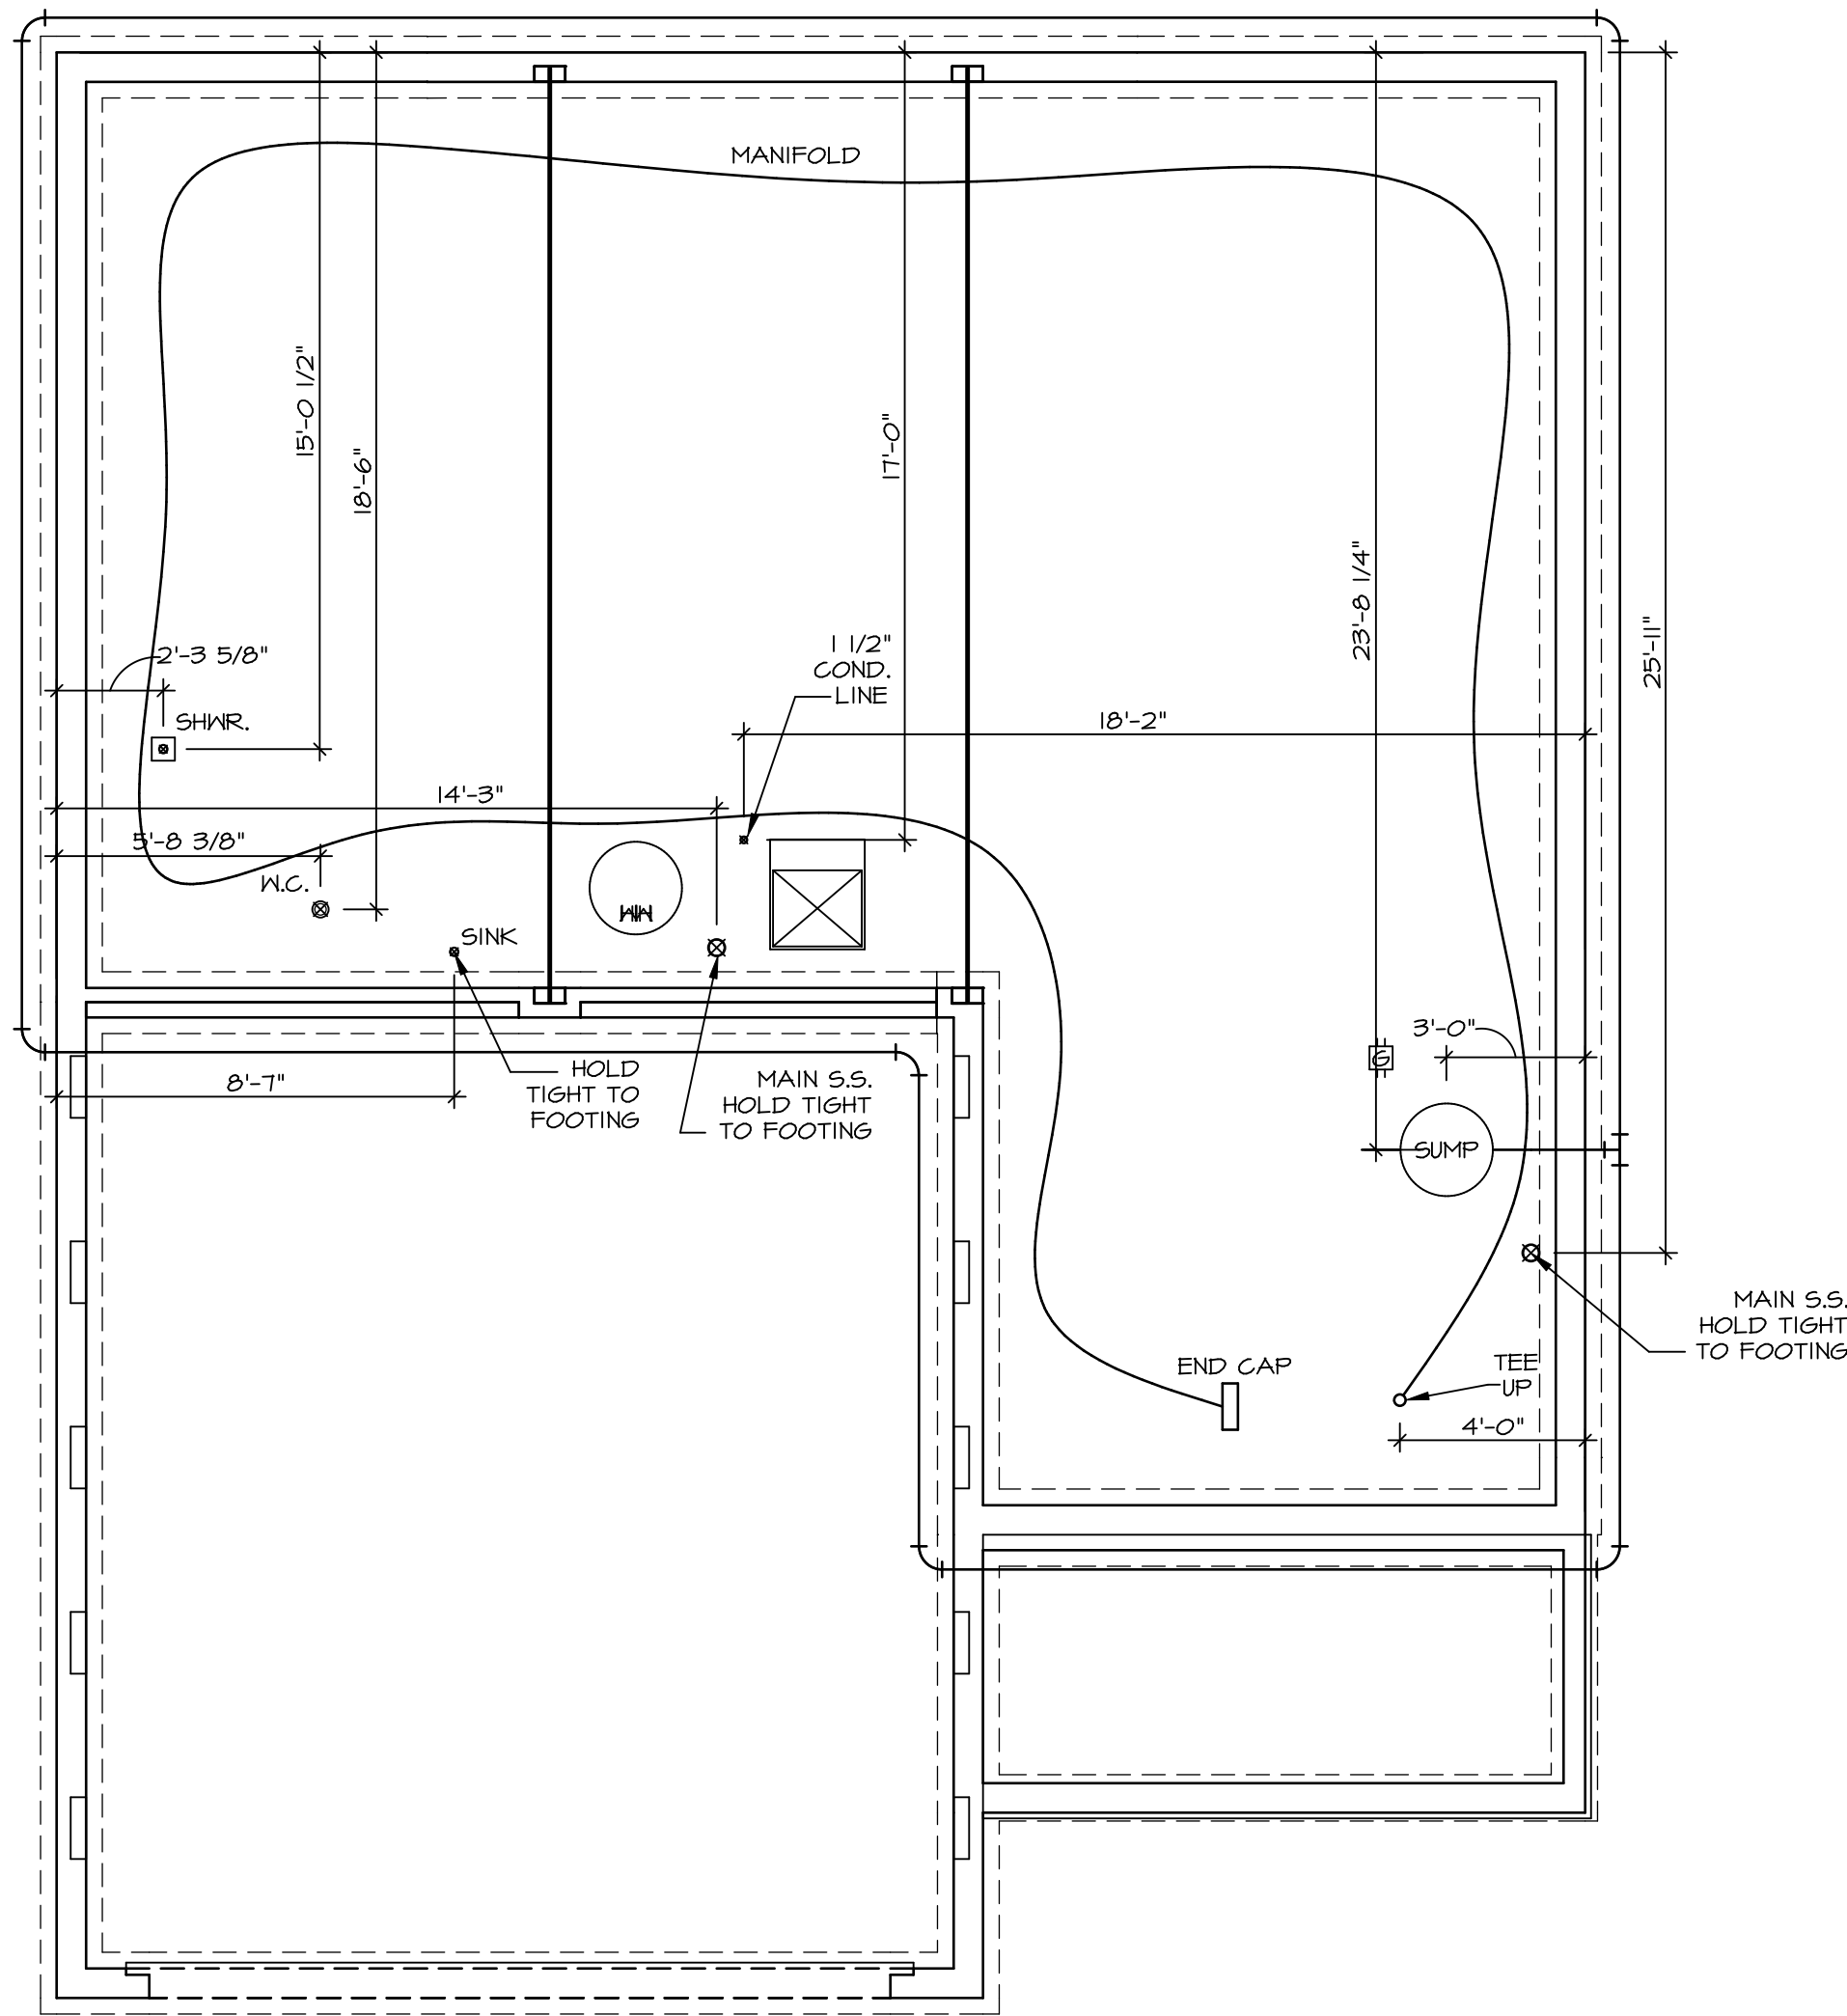 MANIFOLD
15'-0 1/2"
18'-6"
17'-0"
23'-8 1/4"
25'-11"
2'-3 5/8"
SHWR.
1 1/2"
COND.
LINE
18'-2"
14'-3"
5'-8 3/8"
W.C.
SINK
8'-7"
HOLD
TIGHT TO
FOOTING
MAIN S.S.
HOLD TIGHT
TO FOOTING
G
3'-0"
SUMP
MAIN S.S.
HOLD TIGHT
TO FOOTING
END CAP
TEE
UP
4'-0"